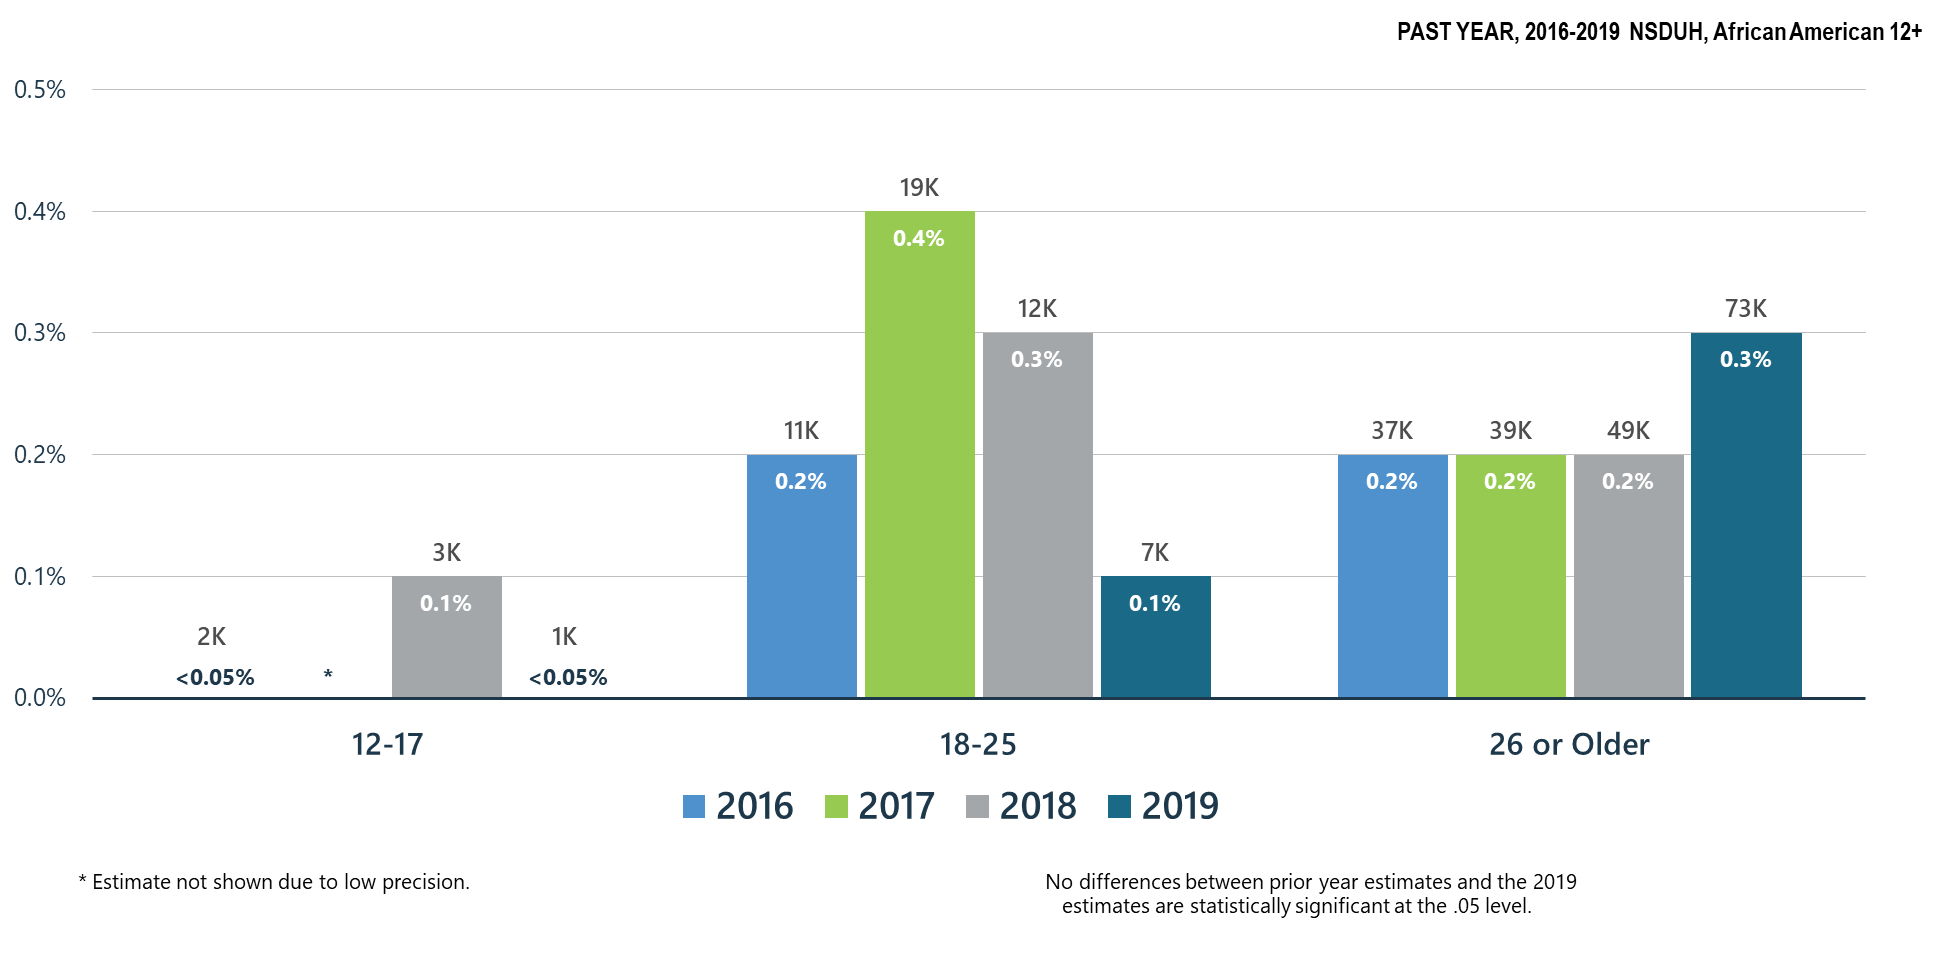 PAST YEAR, 2016-2019 NSDUH, African American 12+
0.5%
0.4%
0.3%
0.2%
0.1%
0.0%
2K
<0.05%
*
3K
0.1%
1K
<0.05%
11K
0.2%
19K
0.4%
12K
0.3%
7K
0.1%
37K
0.2%
39K
0.2%
49K
0.2%
73K
0.3%
12-17
18-25
26 or Older
2016
2017
2018
2019
* Estimate not shown due to low precision.
No differences between prior year estimates and the 2019
estimates are statistically significant at the .05 level.